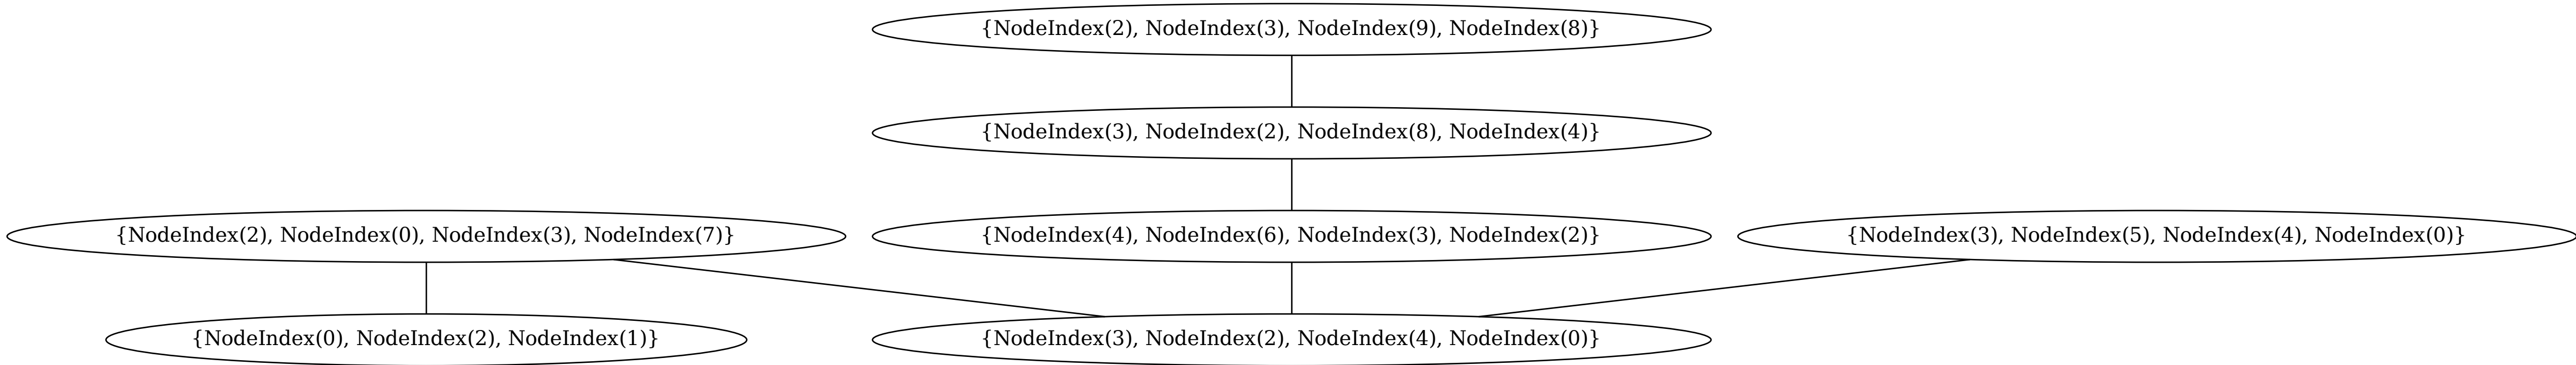 {NodeIndex(2), NodeIndex(3), NodeIndex(9), NodeIndex(8)}
{NodeIndex(3), NodeIndex(2), NodeIndex(8), NodeIndex(4)}
{NodeIndex(2), NodeIndex(0), NodeIndex(3), NodeIndex(7)}
{NodeIndex(4), NodeIndex(6), NodeIndex(3), NodeIndex(2)}
{NodeIndex(3), NodeIndex(5), NodeIndex(4), NodeIndex(0)}
{NodeIndex(0), NodeIndex(2), NodeIndex(1)}
{NodeIndex(3), NodeIndex(2), NodeIndex(4), NodeIndex(0)}